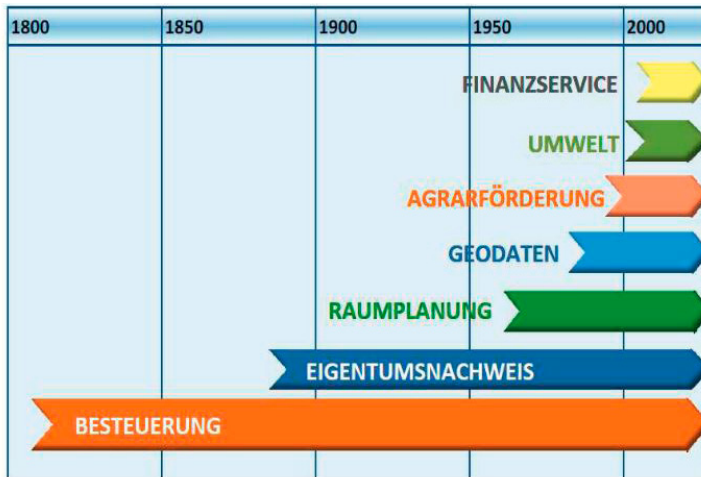 1800 1850 1900 1950 2000
FINANZSERVICE
UMWELT
AGRARFÖRDERUNG
GEODATEN
RAUMPLANUNG
EIGENTUMSNACHWEIS
BESTEUERUNG